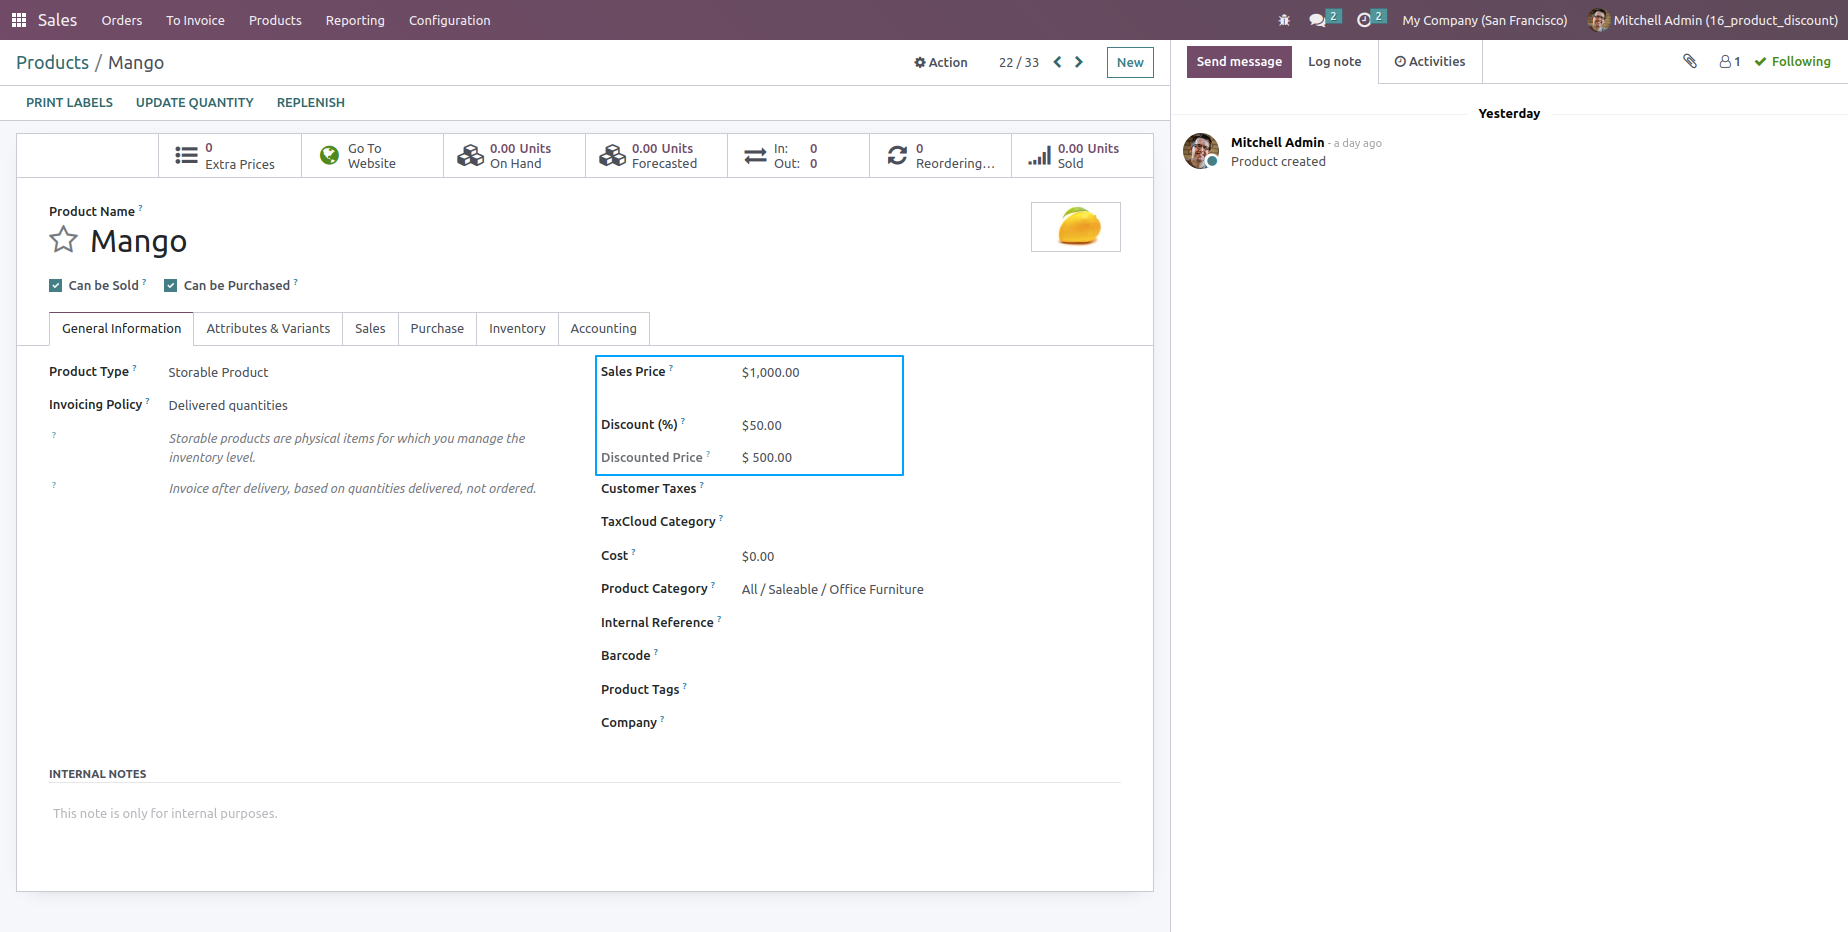 Sales Orders To Invoice Products Reporting Configuration 2 2 My Company (San Francisco) Mitchell Admin (16_product_discount)
Products / Mango Action 22 / 33 New
PRINT LABELS UPDATE QUANTITY REPLENISH
0
Extra Prices
Go To
Website
0.00 Units
On Hand
0.00 Units
Forecasted
In: 0
Out: 0
0
Reordering...
0.00 Units
Sold
Product Name ?
Mango
Can be Sold ? Can be Purchased ?
General Information Attributes & Variants Sales Purchase Inventory Accounting
Product Type ? Storable Product
Invoicing Policy ? Delivered quantities
? Storable products are physical items for which you manage the
inventory level.
? Invoice after delivery, based on quantities delivered, not ordered.
Sales Price ? $1,000.00
Discount (%) ? $50.00
Discounted Price ? $ 500.00
Customer Taxes ?
TaxCloud Category ?
Cost ? $0.00
Product Category ? All / Saleable / Office Furniture
Internal Reference ?
Barcode ?
Product Tags ?
Company ?
INTERNAL NOTES
This note is only for internal purposes.
Send message Log note Activities 1 Following
Yesterday
Mitchell Admin - a day ago
Product created